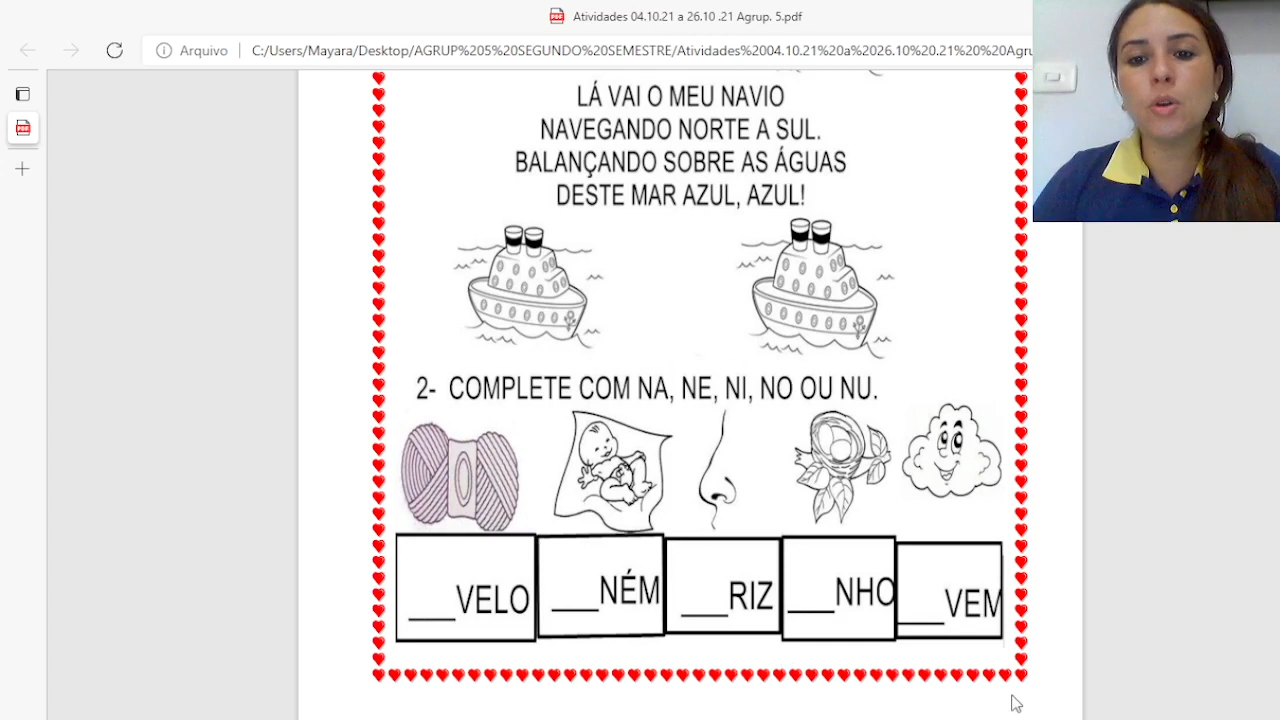 Atividades 04.10.21 a 26.10 .21 Agrup. 5.pdf
Arquivo
C:/Users/Mayara/Desktop/AGRUP%205%20SEGUNDO%20SEMESTRE/Atividades%2004.10.21%20a%2026.10%20.21%20%20Agru
LÁ VAI O MEU NAVIO
NAVEGANDO NORTE A SUL.
BALANÇANDO SOBRE AS ÁGUAS
DESTE MAR AZUL, AZUL!
2- COMPLETE COM NA, NE, NI, NO OU NU.
___VELO ___NÉM ___RIZ ___NHO ___VEM